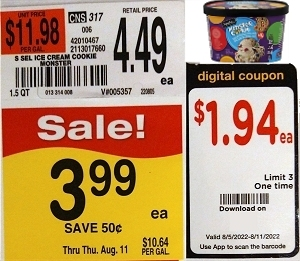 UNIT PRICE
$11.98
PER GAL.
CNS 317
006
42010467
2113017660
RETAIL PRICE
4.49
ea
S SEL ICE CREAM COOKIE
MONSTER
1.5 QT
013 314 008
V#005357
220805
Sale!
3.99
ea
SAVE 50¢
Thru Thu. Aug. 11
$10.64
PER GAL.
digital coupon
$1.94
ea
Limit 3
One time
Download on
Valid 8/5/2022-8/11/2022
Use App to scan the barcode